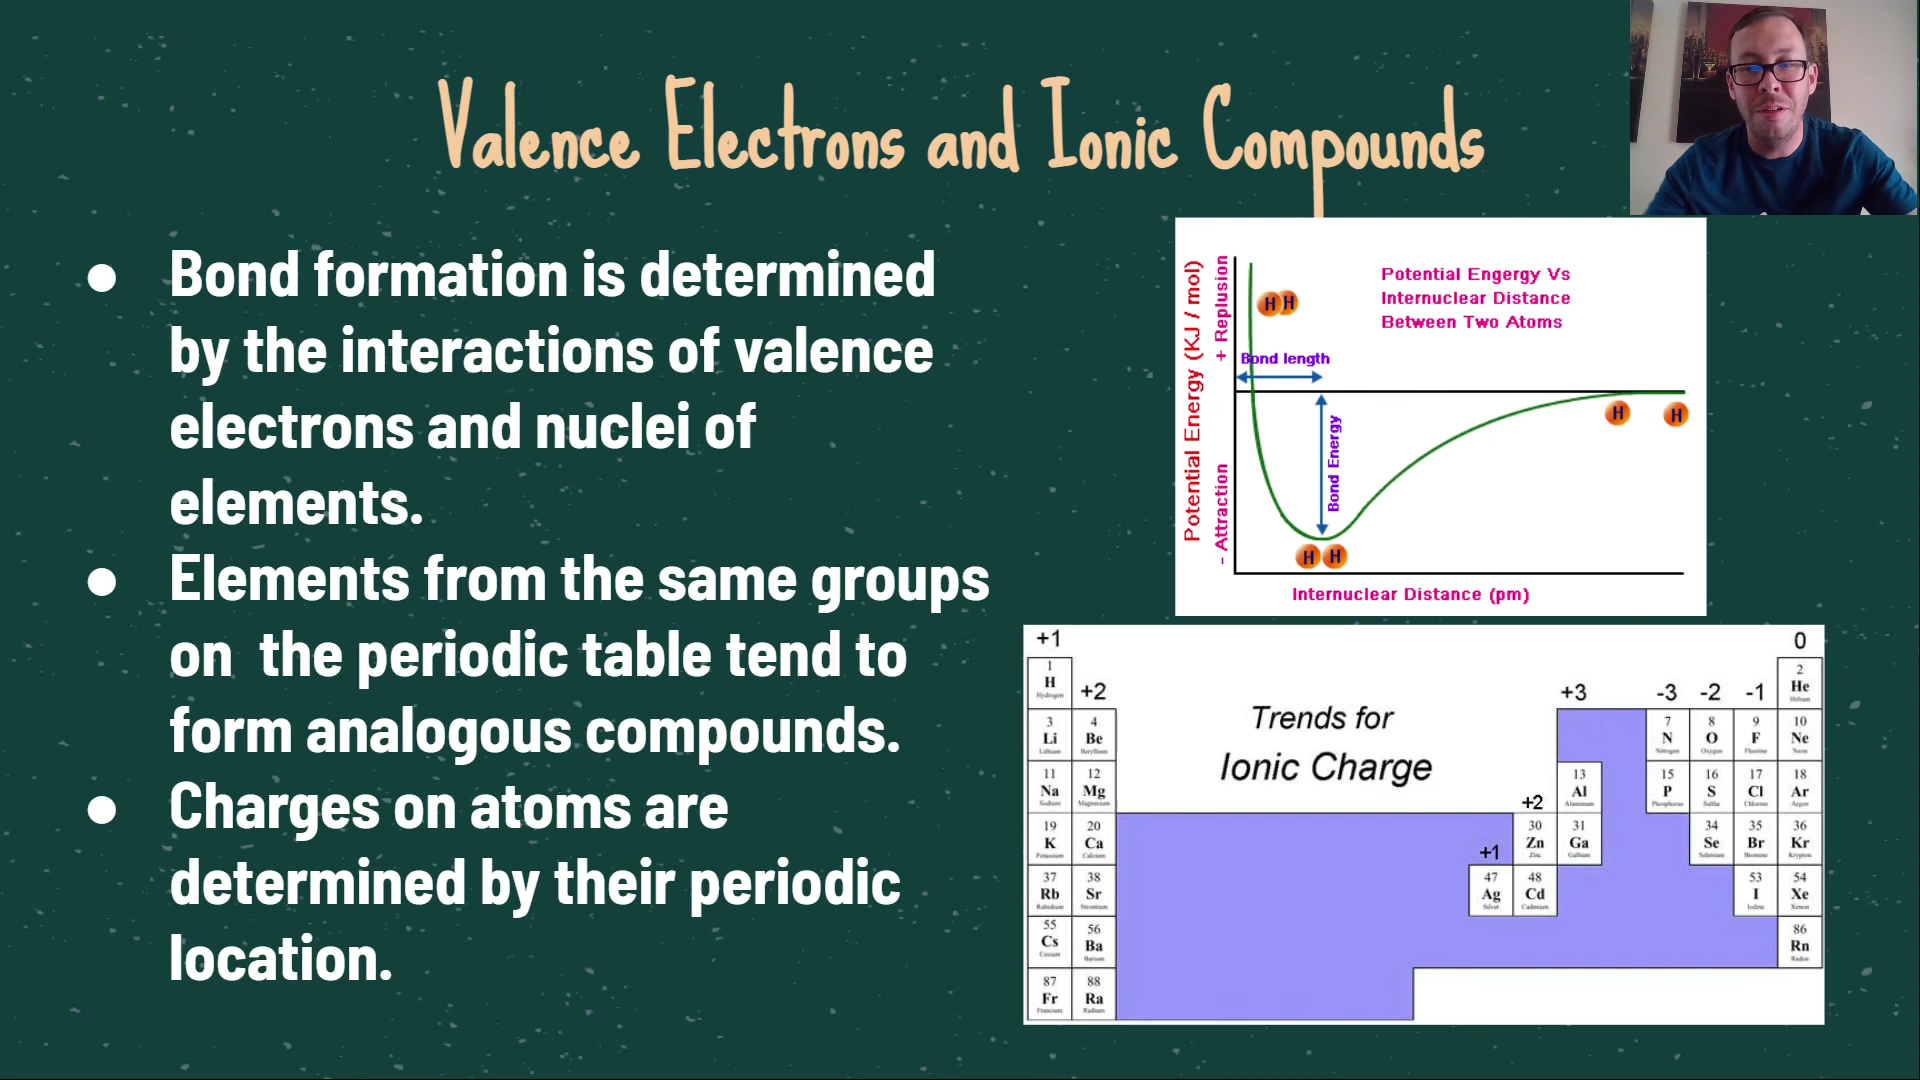 Valence Electrons and Ionic Compounds
● Bond formation is determined
by the interactions of valence
electrons and nuclei of
elements.
● Elements from the same groups
on the periodic table tend to
form analogous compounds.
● Charges on atoms are
determined by their periodic
location.
Potential Engergy Vs
Internuclear Distance
Between Two Atoms
Potential Energy (KJ / mol)
- Attraction
+ Replusion
H H
Bond length
Bond Energy
H H
H H
Internuclear Distance (pm)
Trends for
Ionic Charge
+1 0
1 2
H He
Hydrogen Helium
+2 +3 -3 -2 -1
3 4 7 8 9 10
Li Be N O F Ne
Lithium Beryllium Nitrogen Oxygen Fluorine Neon
11 12 13 15 16 17 18
Na Mg Al P S Cl Ar
Sodium Magnesium Aluminum Phosphorus Sulfur Chlorine Argon
+2
19 20 30 31 34 35 36
K Ca Zn Ga Se Br Kr
Potassium Calcium Zinc Gallium Selenium Bromine Krypton
+1
37 38 47 48 53 54
Rb Sr Ag Cd I Xe
Rubidium Strontium Silver Cadmium Iodine Xenon
55 56 86
Cs Ba Rn
Cesium Barium Radon
87 88
Fr Ra
Francium Radium